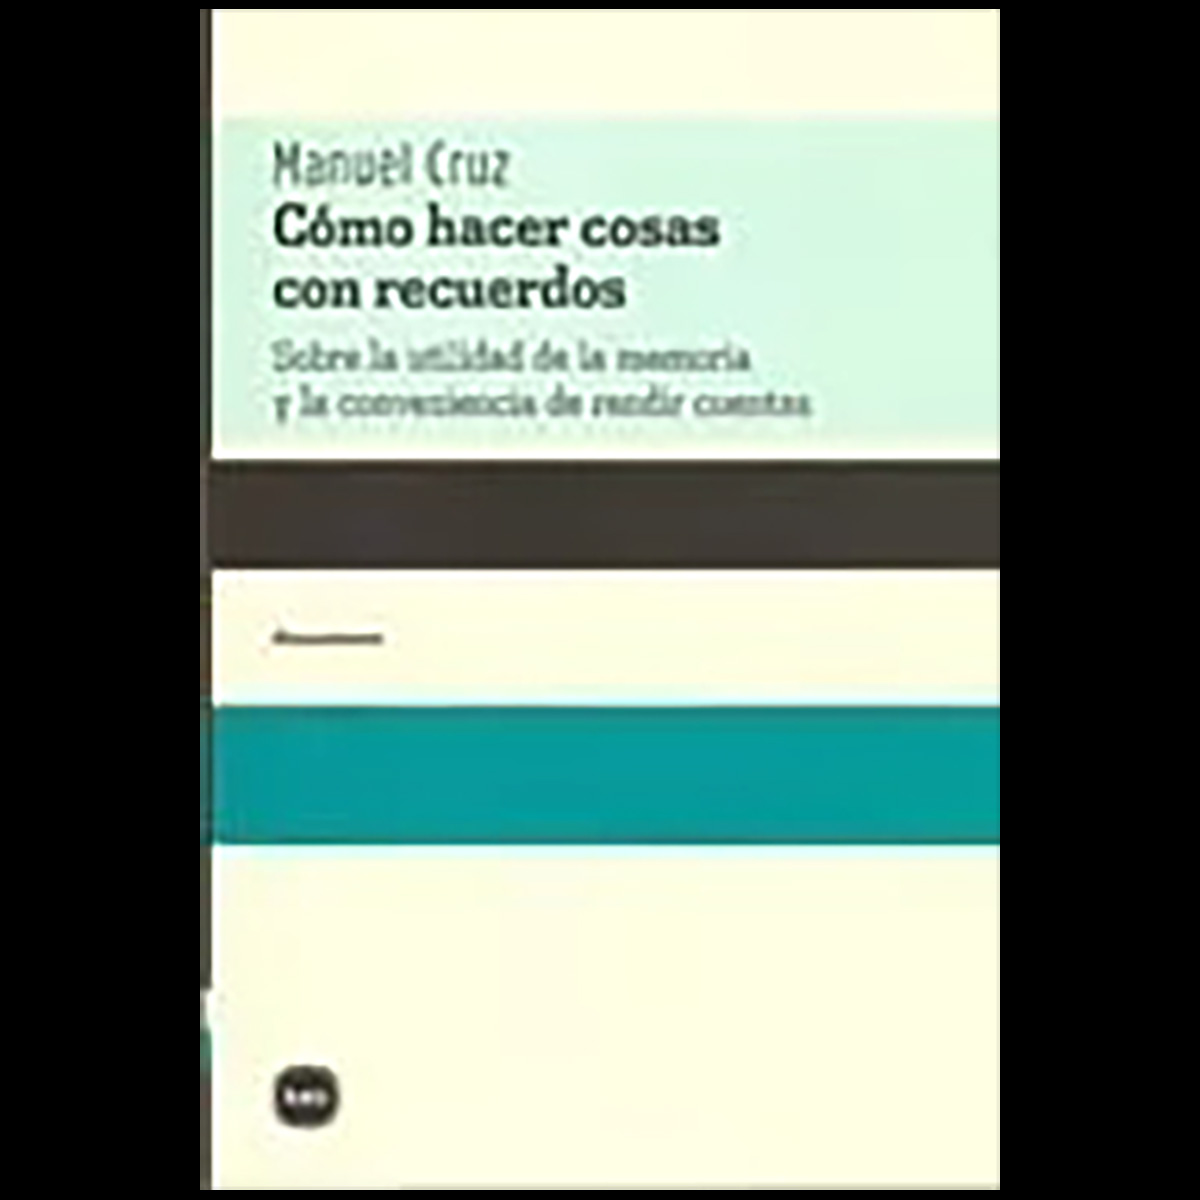 Manuel Cruz
Cómo hacer cosas
con recuerdos
Sobre la utilidad de la memoria
y la conveniencia de rendir cuentas